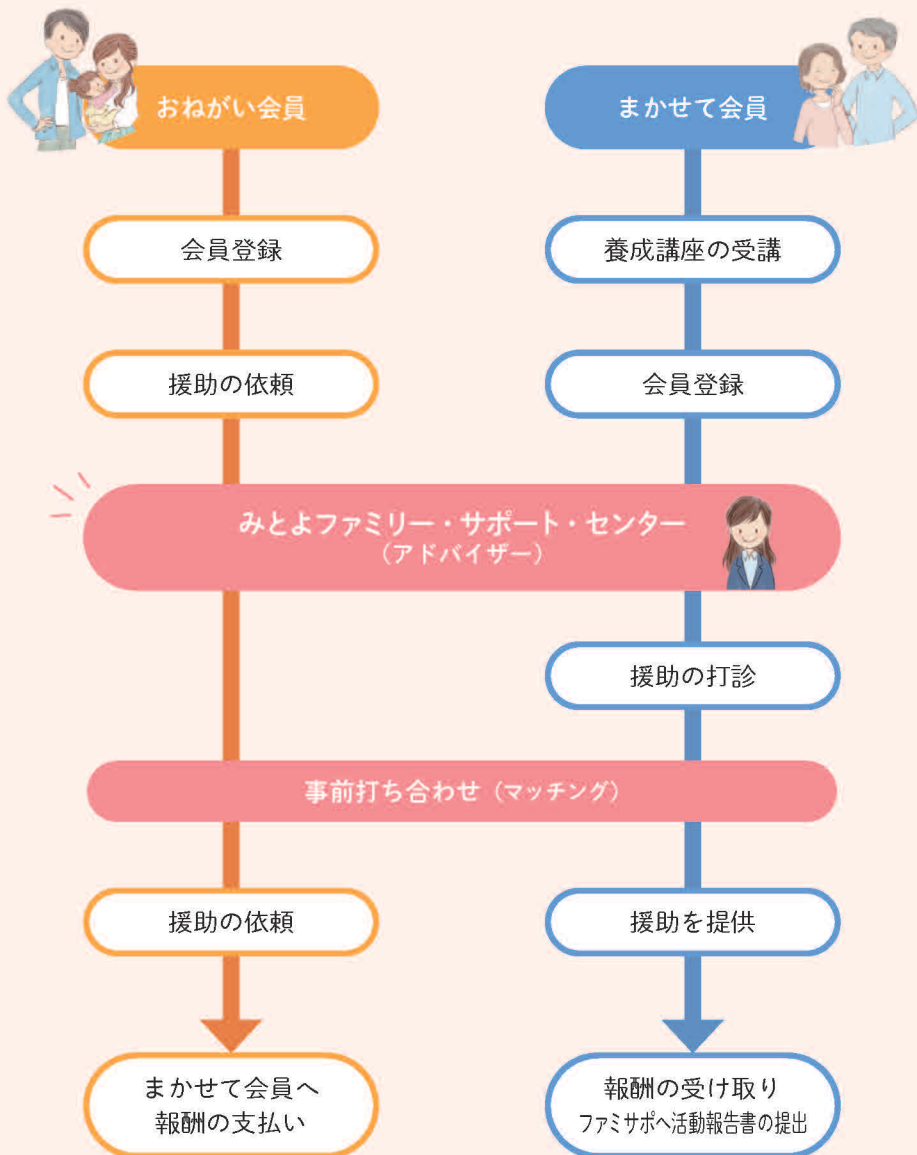 おねがい会員
まかせて会員
会員登録
養成講座の受講
援助の依頼
会員登録
みとよファミリー・サポート・センター
（アドバイザー）
援助の打診
事前打ち合わせ（マッチング）
援助の依頼
援助を提供
まかせて会員へ
報酬の支払い
報酬の受け取り
ファミサポへ活動報告書の提出